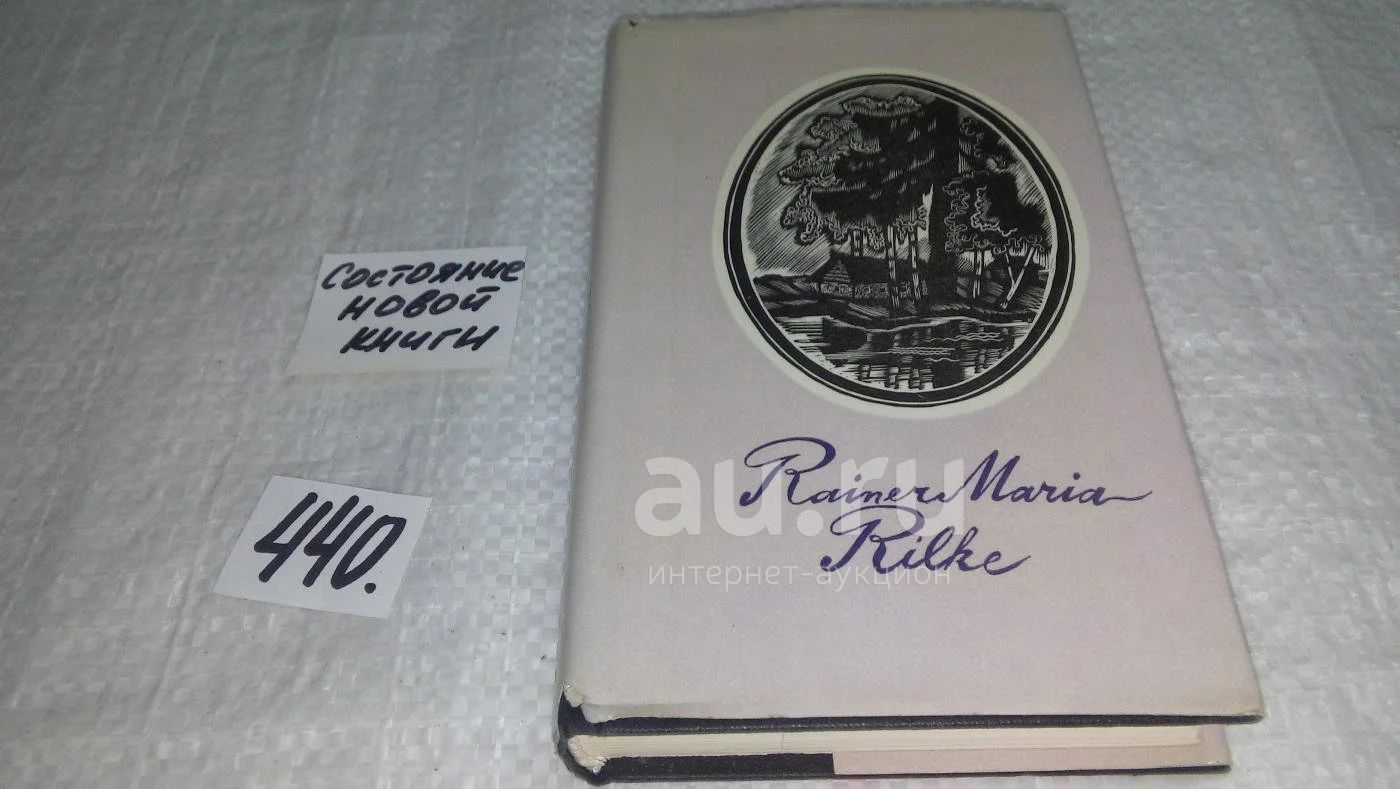 Состояние
новой
книги
440.
Rainer Maria
Rilke
au.ru
интернет-аукцион